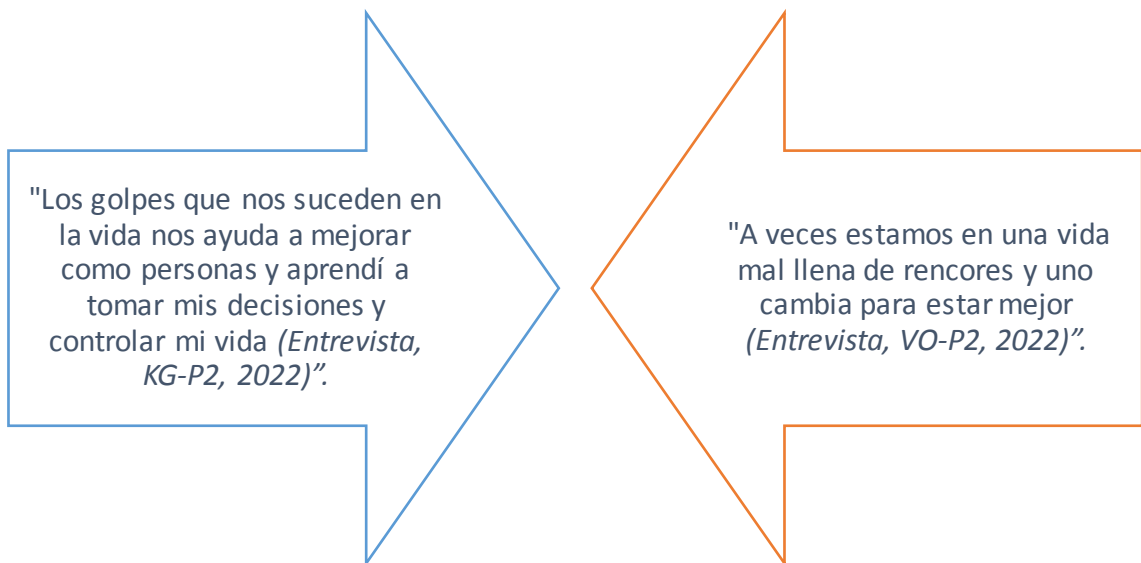 "Los golpes que nos suceden en
la vida nos ayuda a mejorar
como personas y aprendí a
tomar mis decisiones y
controlar mi vida (Entrevista,
KG-P2, 2022)”.
"A veces estamos en una vida
mal llena de rencores y uno
cambia para estar mejor
(Entrevista, VO-P2, 2022)”.